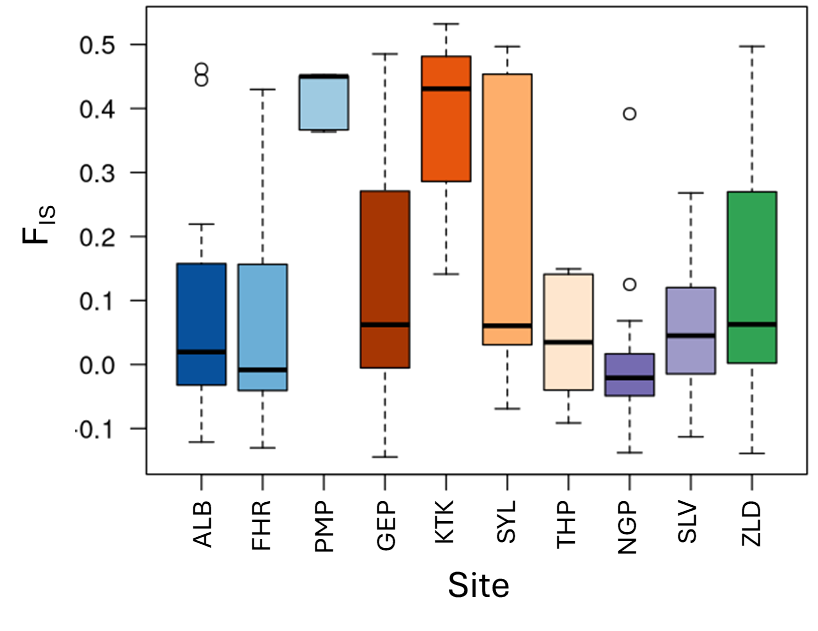 0.5
0.4
0.3
0.2
0.1
0.0
-0.1
FIS
ALB
FHR
PMP
GEP
KTK
SYL
THP
NGP
SLV
ZLD
Site